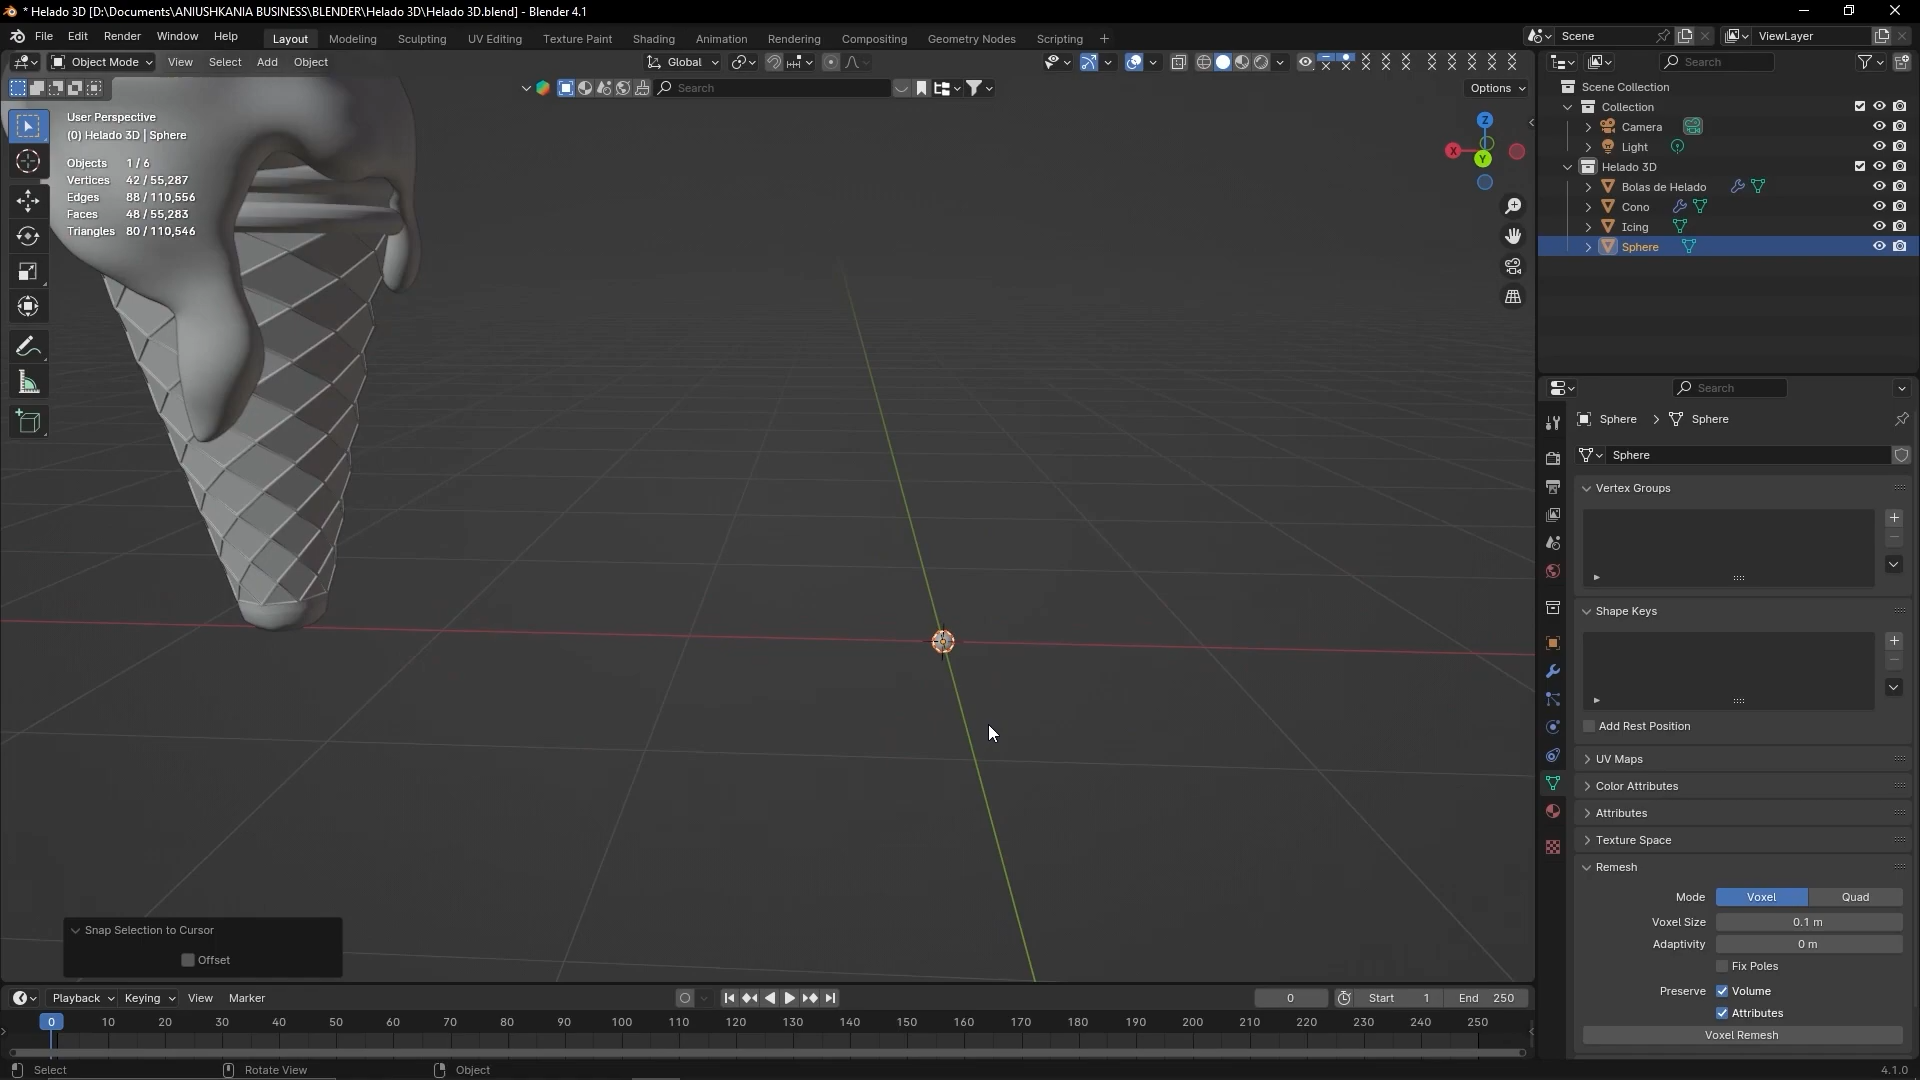 * Helado 3D [D:\Documents\ANIUSHKANIA BUSINESS\BLENDER\Helado 3D\Helado 3D.blend] - Blender 4.1
File Edit Render Window Help
Layout Modeling Sculpting UV Editing Texture Paint Shading Animation Rendering Compositing Geometry Nodes Scripting +
Scene
ViewLayer
Object Mode View Select Add Object
Global
Search
Search
Options
User Perspective
(0) Helado 3D | Sphere
Objects 1 / 6
Vertices 42 / 55,287
Edges 88 / 110,556
Faces 48 / 55,283
Triangles 80 / 110,546
Z
X
Y
Scene Collection
Collection
Camera
Light
Helado 3D
Bolas de Helado
Cono
Icing
Sphere
Search
Sphere > Sphere
Sphere
Vertex Groups
Shape Keys
Add Rest Position
UV Maps
Color Attributes
Attributes
Texture Space
Remesh
Mode Voxel Quad
Voxel Size 0.1 m
Adaptivity 0 m
Fix Poles
Preserve Volume
Attributes
Voxel Remesh
Snap Selection to Cursor
Offset
Playback Keying View Marker
0
Start 1
End 250
0 10 20 30 40 50 60 70 80 90 100 110 120 130 140 150 160 170 180 190 200 210 220 230 240 250
Select
Rotate View
Object
4.1.0